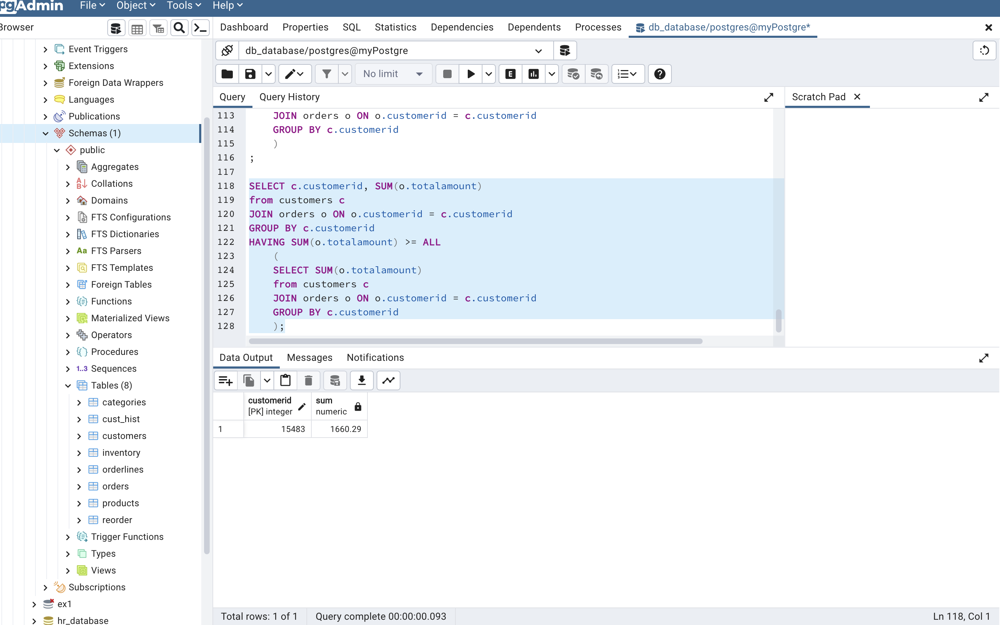 pgAdmin File Object Tools Help
Browser
Dashboard Properties SQL Statistics Dependencies Dependents Processes db_database/postgres@myPostgre*
Event Triggers
Extensions
Foreign Data Wrappers
Languages
Publications
Schemas (1)
public
Aggregates
Collations
Domains
FTS Configurations
FTS Dictionaries
Aa FTS Parsers
FTS Templates
Foreign Tables
Functions
Materialized Views
Operators
Procedures
1..3 Sequences
Tables (8)
categories
cust_hist
customers
inventory
orderlines
orders
products
reorder
Trigger Functions
Types
Views
Subscriptions
ex1
hr_database
db_database/postgres@myPostgre
No limit E
Query Query History
Scratch Pad
113 JOIN orders o ON o.customerid = c.customerid
114 GROUP BY c.customerid
115 )
116 ;
117
118 SELECT c.customerid, SUM(o.totalamount)
119 from customers c
120 JOIN orders o ON o.customerid = c.customerid
121 GROUP BY c.customerid
122 HAVING SUM(o.totalamount) >= ALL
123 (
124 SELECT SUM(o.totalamount)
125 from customers c
126 JOIN orders o ON o.customerid = c.customerid
127 GROUP BY c.customerid
128 );
Data Output Messages Notifications
customerid sum
[PK] integer numeric
1 15483 1660.29
Total rows: 1 of 1 Query complete 00:00:00.093 Ln 118, Col 1